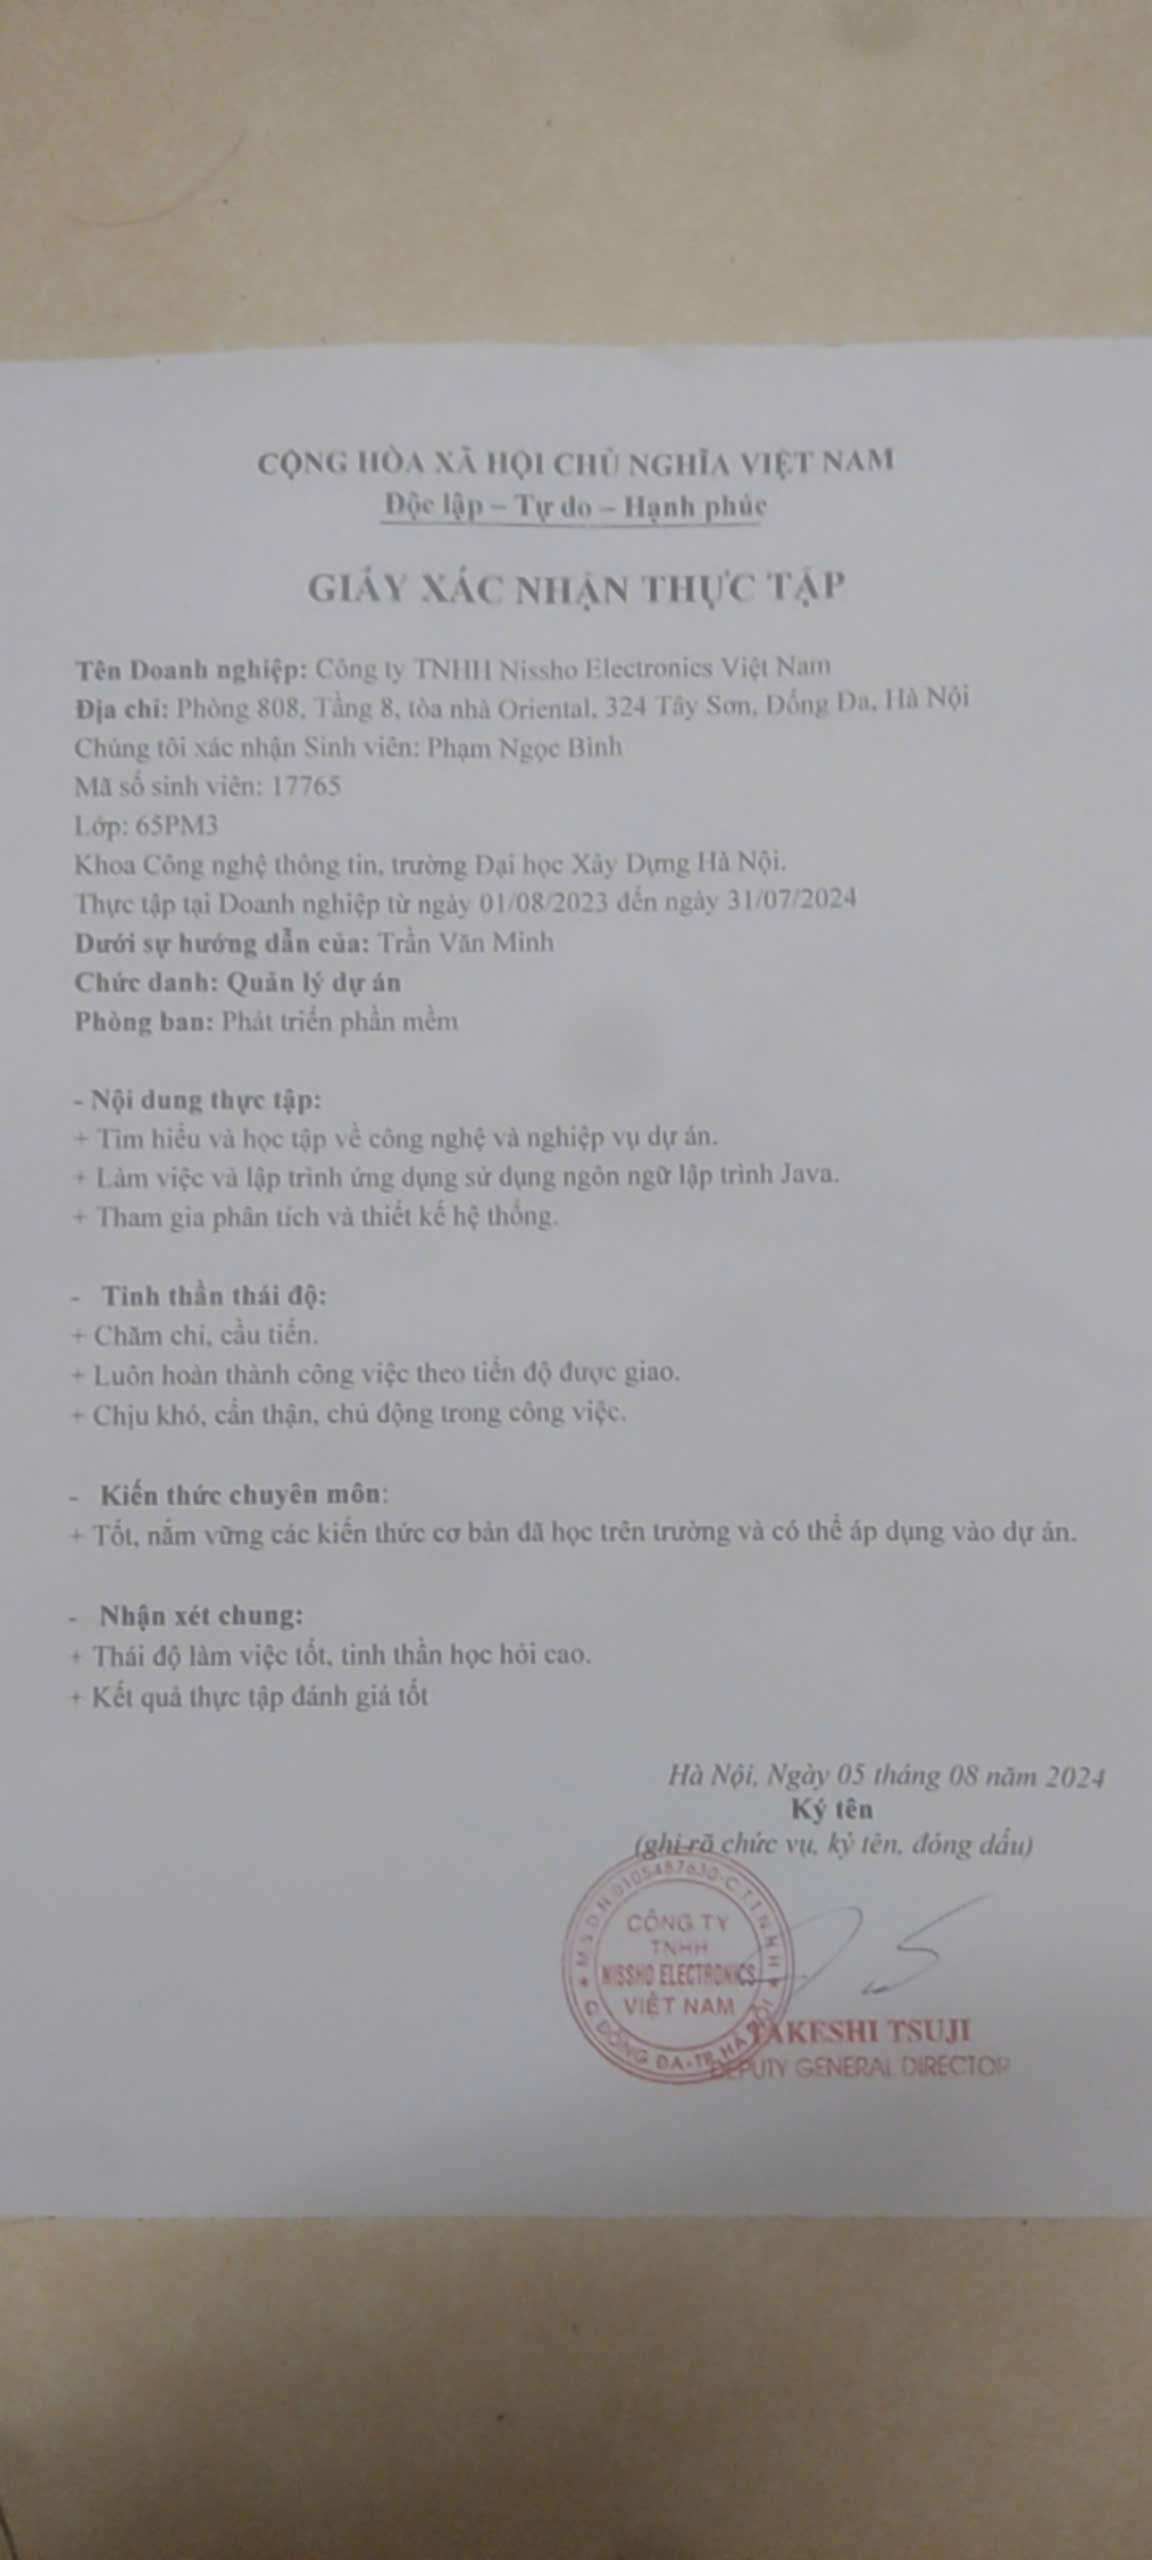 CỘNG HÒA XÃ HỘI CHỦ NGHĨA VIỆT NAM
Độc lập – Tự do – Hạnh phúc
GIẤY XÁC NHẬN THỰC TẬP
Tên Doanh nghiệp: Công ty TNHH Nissho Electronics Việt Nam
Địa chỉ: Phòng 808, Tầng 8, tòa nhà Oriental, 324 Tây Sơn, Đống Đa, Hà Nội
Chúng tôi xác nhận Sinh viên: Phạm Ngọc Bình
Mã số sinh viên: 17765
Lớp: 65PM3
Khoa Công nghệ thông tin, trường Đại học Xây Dựng Hà Nội.
Thực tập tại Doanh nghiệp từ ngày 01/08/2023 đến ngày 31/07/2024
Dưới sự hướng dẫn của: Trần Văn Minh
Chức danh: Quản lý dự án
Phòng ban: Phát triển phần mềm
- Nội dung thực tập:
+ Tìm hiểu và học tập về công nghệ và nghiệp vụ dự án.
+ Làm việc và lập trình ứng dụng sử dụng ngôn ngữ lập trình Java.
+ Tham gia phân tích và thiết kế hệ thống.
- Tinh thần thái độ:
+ Chăm chỉ, cầu tiến.
+ Luôn hoàn thành công việc theo tiến độ được giao.
+ Chịu khó, cẩn thận, chủ động trong công việc.
- Kiến thức chuyên môn:
+ Tốt, nắm vững các kiến thức cơ bản đã học trên trường và có thể áp dụng vào dự án.
- Nhận xét chung:
+ Thái độ làm việc tốt, tinh thần học hỏi cao.
+ Kết quả thực tập đánh giá tốt
Hà Nội, Ngày 05 tháng 08 năm 2024
Ký tên
(ghi rõ chức vụ, ký tên, đóng dấu)
M.S.D.N:0105487630-C.T.T.N.H.H
CÔNG TY
TNHH
NISSHO ELECTRONICS
VIỆT NAM
Q. ĐỐNG ĐA-TP. HÀ NỘI
TAKESHI TSUJI
DEPUTY GENERAL DIRECTOR